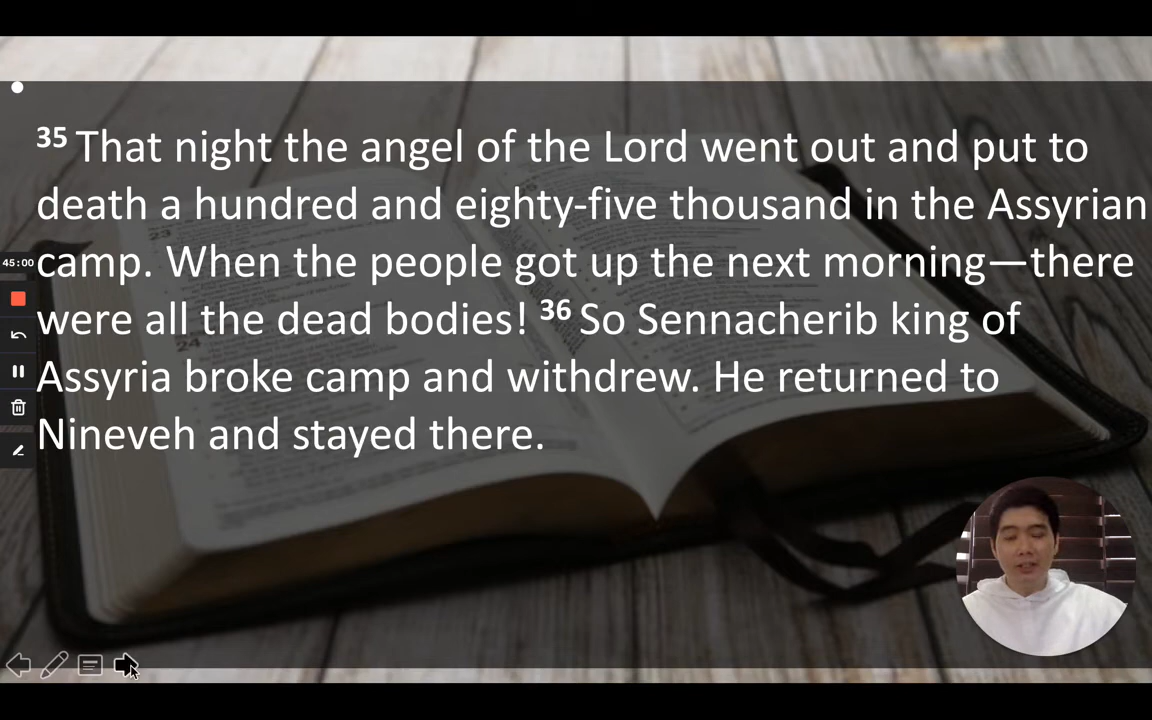 35 That night the angel of the Lord went out and put to
death a hundred and eighty-five thousand in the Assyrian
camp. When the people got up the next morning—there
were all the dead bodies! 36 So Sennacherib king of
Assyria broke camp and withdrew. He returned to
Nineveh and stayed there.
45:00
23
24